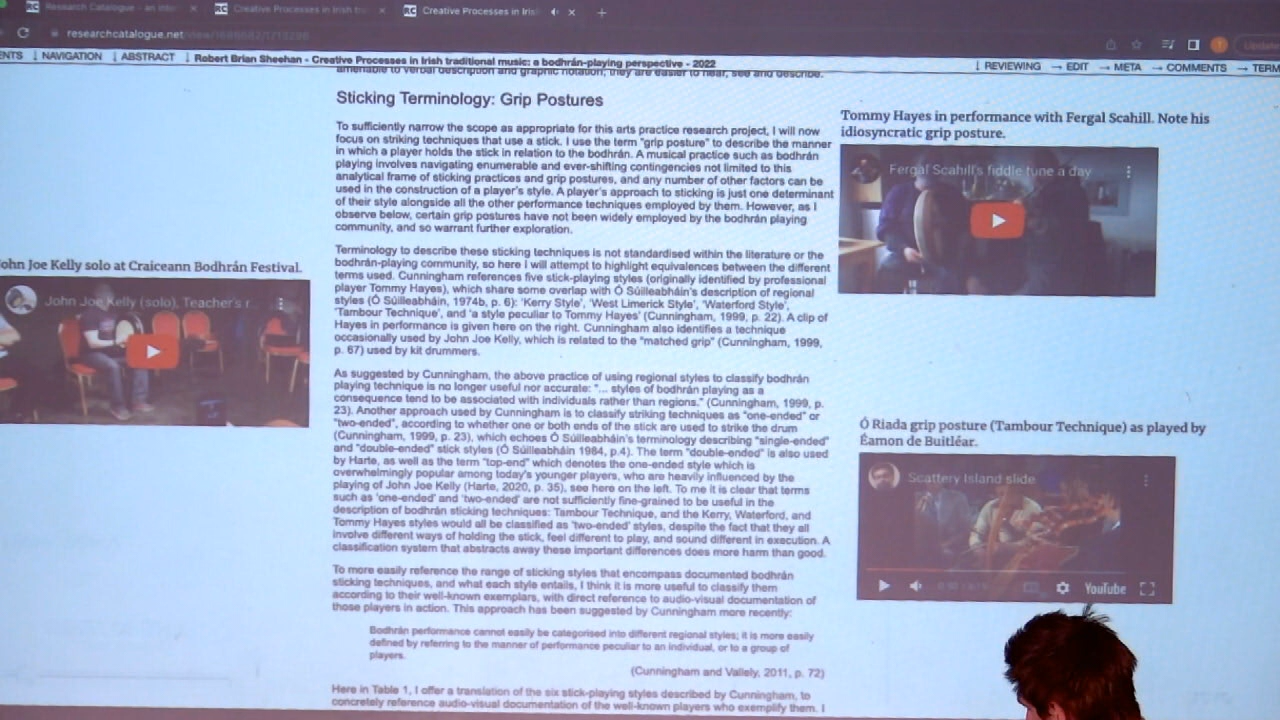 RC Research Catalogue - an inter
RC Creative Processes in Irish tra
RC Creative Processes in Iris
researchcatalogue.net
Update
NTS ↓ NAVIGATION ↓ ABSTRACT ↓ Robert Brian Sheehan - Creative Processes in Irish traditional music: a bodhrán-playing perspective - 2022
↓ REVIEWING → EDIT → META → COMMENTS → TERM
amenable to verbal description and graphic notation; they are easier to hear, see and describe.
Sticking Terminology: Grip Postures
To sufficiently narrow the scope as appropriate for this arts practice research project, I will now
focus on striking techniques that use a stick. I use the term "grip posture" to describe the manner
in which a player holds the stick in relation to the bodhrán. A musical practice such as bodhrán
playing involves navigating enumerable and ever-shifting contingencies not limited to this
analytical frame of sticking practices and grip postures, and any number of other factors can be
used in the construction of a player's style. A player's approach to sticking is just one determinant
of their style alongside all the other performance techniques employed by them. However, as I
observe below, certain grip postures have not been widely employed by the bodhrán playing
community, and so warrant further exploration.
Terminology to describe these sticking techniques is not standardised within the literature or the
bodhrán-playing community, so here I will attempt to highlight equivalences between the different
terms used. Cunningham references five stick-playing styles (originally identified by professional
player Tommy Hayes), which share some overlap with Ó Súilleabháin's description of regional
styles (Ó Súilleabháin, 1974b, p. 6): 'Kerry Style', 'West Limerick Style', 'Waterford Style',
'Tambour Technique', and 'a style peculiar to Tommy Hayes' (Cunningham, 1999, p. 22). A clip of
Hayes in performance is given here on the right. Cunningham also identifies a technique
occasionally used by John Joe Kelly, which is related to the "matched grip" (Cunningham, 1999,
p. 67) used by kit drummers.
As suggested by Cunningham, the above practice of using regional styles to classify bodhrán
playing technique is no longer useful nor accurate: "... styles of bodhrán playing as a
consequence tend to be associated with individuals rather than regions." (Cunningham, 1999, p.
23). Another approach used by Cunningham is to classify striking techniques as "one-ended" or
"two-ended", according to whether one or both ends of the stick are used to strike the drum
(Cunningham, 1999, p. 23), which echoes Ó Súilleabháin's terminology describing "single-ended"
and "double-ended" stick styles (Ó Súilleabháin 1984, p.4). The term "double-ended" is also used
by Harte, as well as the term "top-end" which denotes the one-ended style which is
overwhelmingly popular among today's younger players, who are heavily influenced by the
playing of John Joe Kelly (Harte, 2020, p. 35), see here on the left. To me it is clear that terms
such as 'one-ended' and 'two-ended' are not sufficiently fine-grained to be useful in the
description of bodhrán sticking techniques: Tambour Technique, and the Kerry, Waterford, and
Tommy Hayes styles would all be classified as 'two-ended' styles, despite the fact that they all
involve different ways of holding the stick, feel different to play, and sound different in execution. A
classification system that abstracts away these important differences does more harm than good.
To more easily reference the range of sticking styles that encompass documented bodhrán
sticking techniques, and what each style entails, I think it is more useful to classify them
according to their well-known exemplars, with direct reference to audio-visual documentation of
those players in action. This approach has been suggested by Cunningham more recently:
Bodhrán performance cannot easily be categorised into different regional styles; it is more easily
defined by referring to the manner of performance peculiar to an individual, or to a group of
players.
(Cunningham and Vallely, 2011, p. 72)
Here in Table 1, I offer a translation of the six stick-playing styles described by Cunningham, to
concretely reference audio-visual documentation of the well-known players who exemplify them. I
ohn Joe Kelly solo at Craiceann Bodhrán Festival.
John Joe Kelly (solo), Teacher's r...
Tommy Hayes in performance with Fergal Scahill. Note his
idiosyncratic grip posture.
Fergal Scahill's fiddle tune a day
Ó Riada grip posture (Tambour Technique) as played by
Éamon de Buitléar.
Scattery Island slide
YouTube